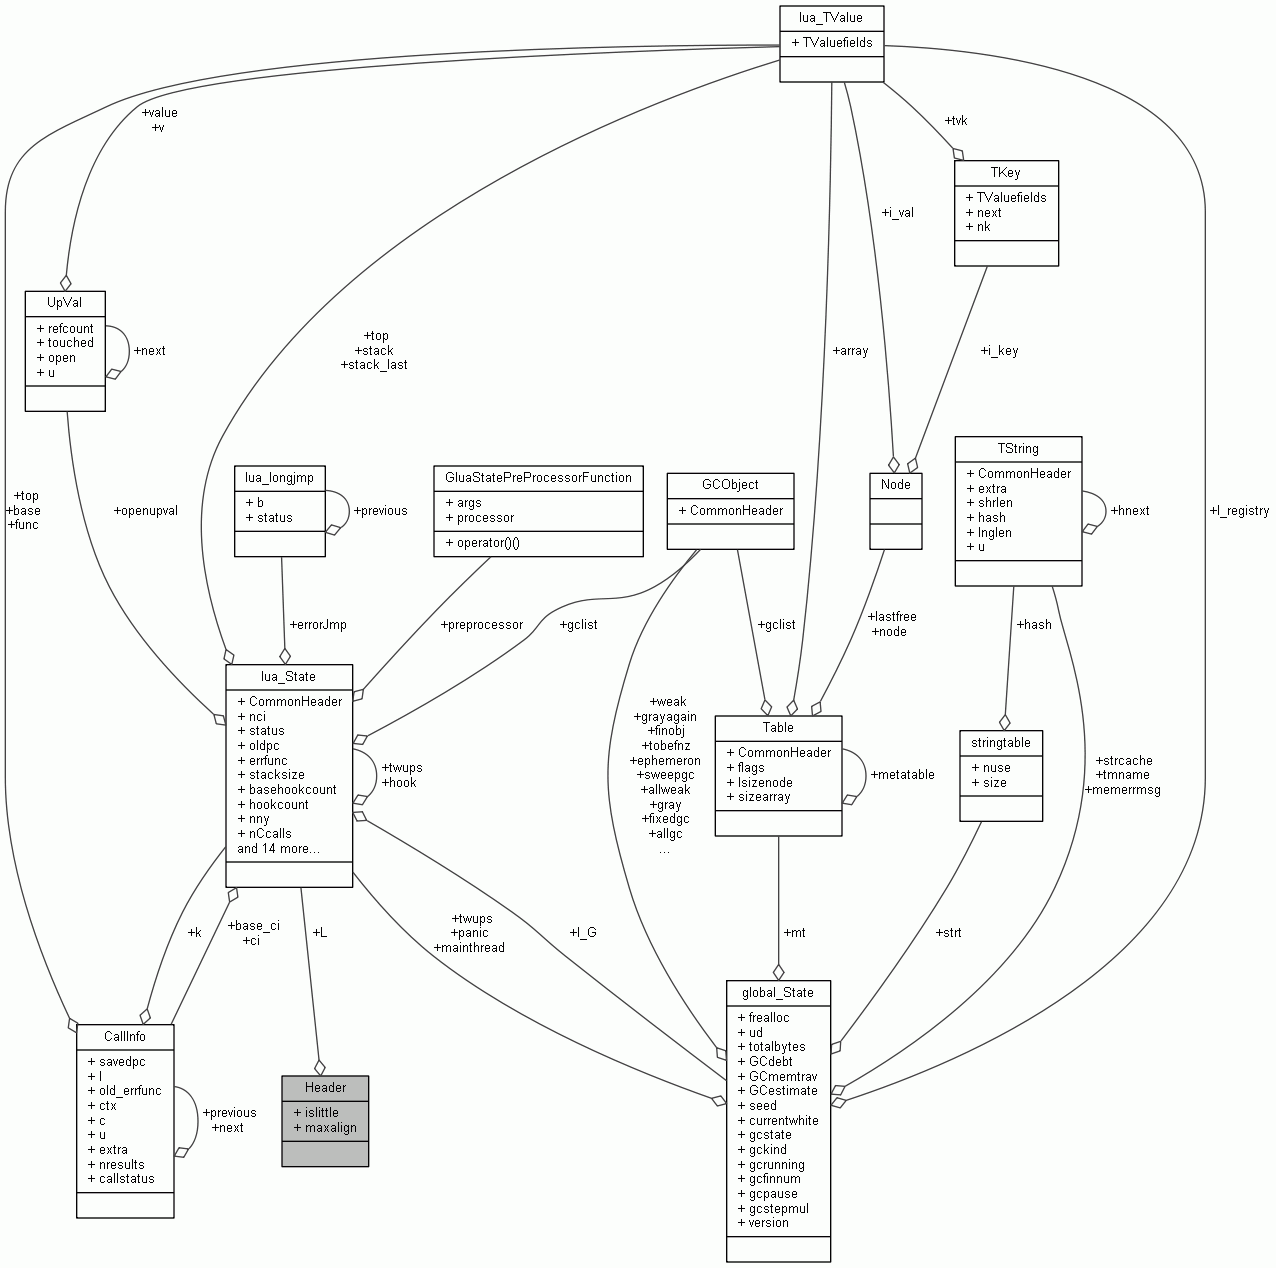 lua_TValue
+ TValuefields
+value
+v
+tvk
TKey
+ TValuefields
+ next
+ nk
+i_val
UpVal
+ refcount
+ touched
+ open
+ u
+next
+top
+stack
+stack_last
+array
+i_key
TString
+ CommonHeader
+ extra
+ shrlen
+ hash
+ lnglen
+ u
+hnext
lua_longjmp
+ b
+ status
+previous
GluaStatePreProcessorFunction
+ args
+ processor
+ operator()()
GCObject
+ CommonHeader
Node
+top
+base
+func
+openupval
+l_registry
+errorJmp
+preprocessor
+gclist
+gclist
+lastfree
+node
+hash
lua_State
+ CommonHeader
+ nci
+ status
+ oldpc
+ errfunc
+ stacksize
+ basehookcount
+ hookcount
+ nny
+ nCcalls
and 14 more...
+twups
+hook
+weak
+grayagain
+finobj
+tobefnz
+ephemeron
+sweepgc
+allweak
+gray
+fixedgc
+allgc
...
Table
+ CommonHeader
+ flags
+ lsizenode
+ sizearray
+metatable
stringtable
+ nuse
+ size
+strcache
+tmname
+memerrmsg
+k
+base_ci
+ci
+L
+twups
+panic
+mainthread
+l_G
+mt
+strt
CallInfo
+ savedpc
+ l
+ old_errfunc
+ ctx
+ c
+ u
+ extra
+ nresults
+ callstatus
+previous
+next
Header
+ islittle
+ maxalign
global_State
+ frealloc
+ ud
+ totalbytes
+ GCdebt
+ GCmemtrav
+ GCestimate
+ seed
+ currentwhite
+ gcstate
+ gckind
+ gcrunning
+ gcfinnum
+ gcpause
+ gcstepmul
+ version